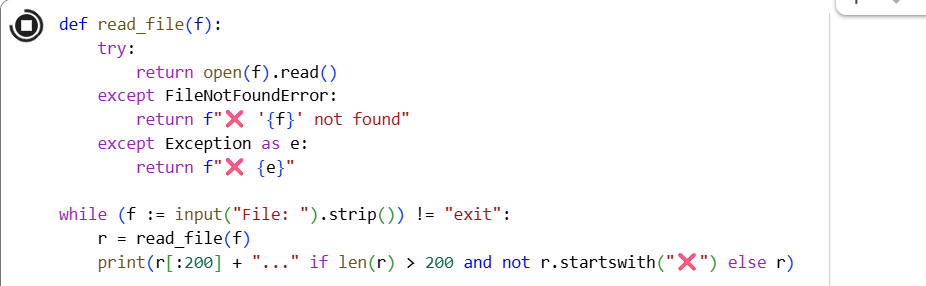 def read_file(f):
    try:
        return open(f).read()
    except FileNotFoundError:
        return f"❌ '{f}' not found"
    except Exception as e:
        return f"❌ {e}"

while (f := input("File: ").strip()) != "exit":
    r = read_file(f)
    print(r[:200] + "..." if len(r) > 200 and not r.startswith("❌") else r)